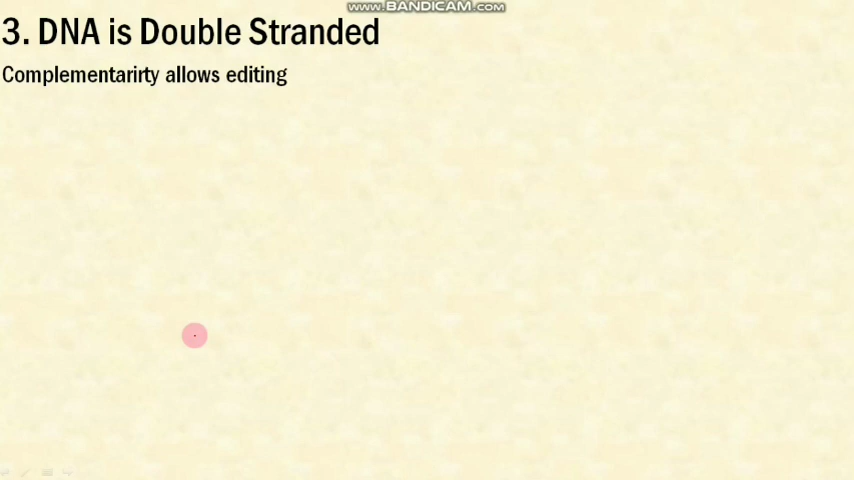 WWW.BANDICAM.COM
3. DNA is Double Stranded
Complementarirty allows editing